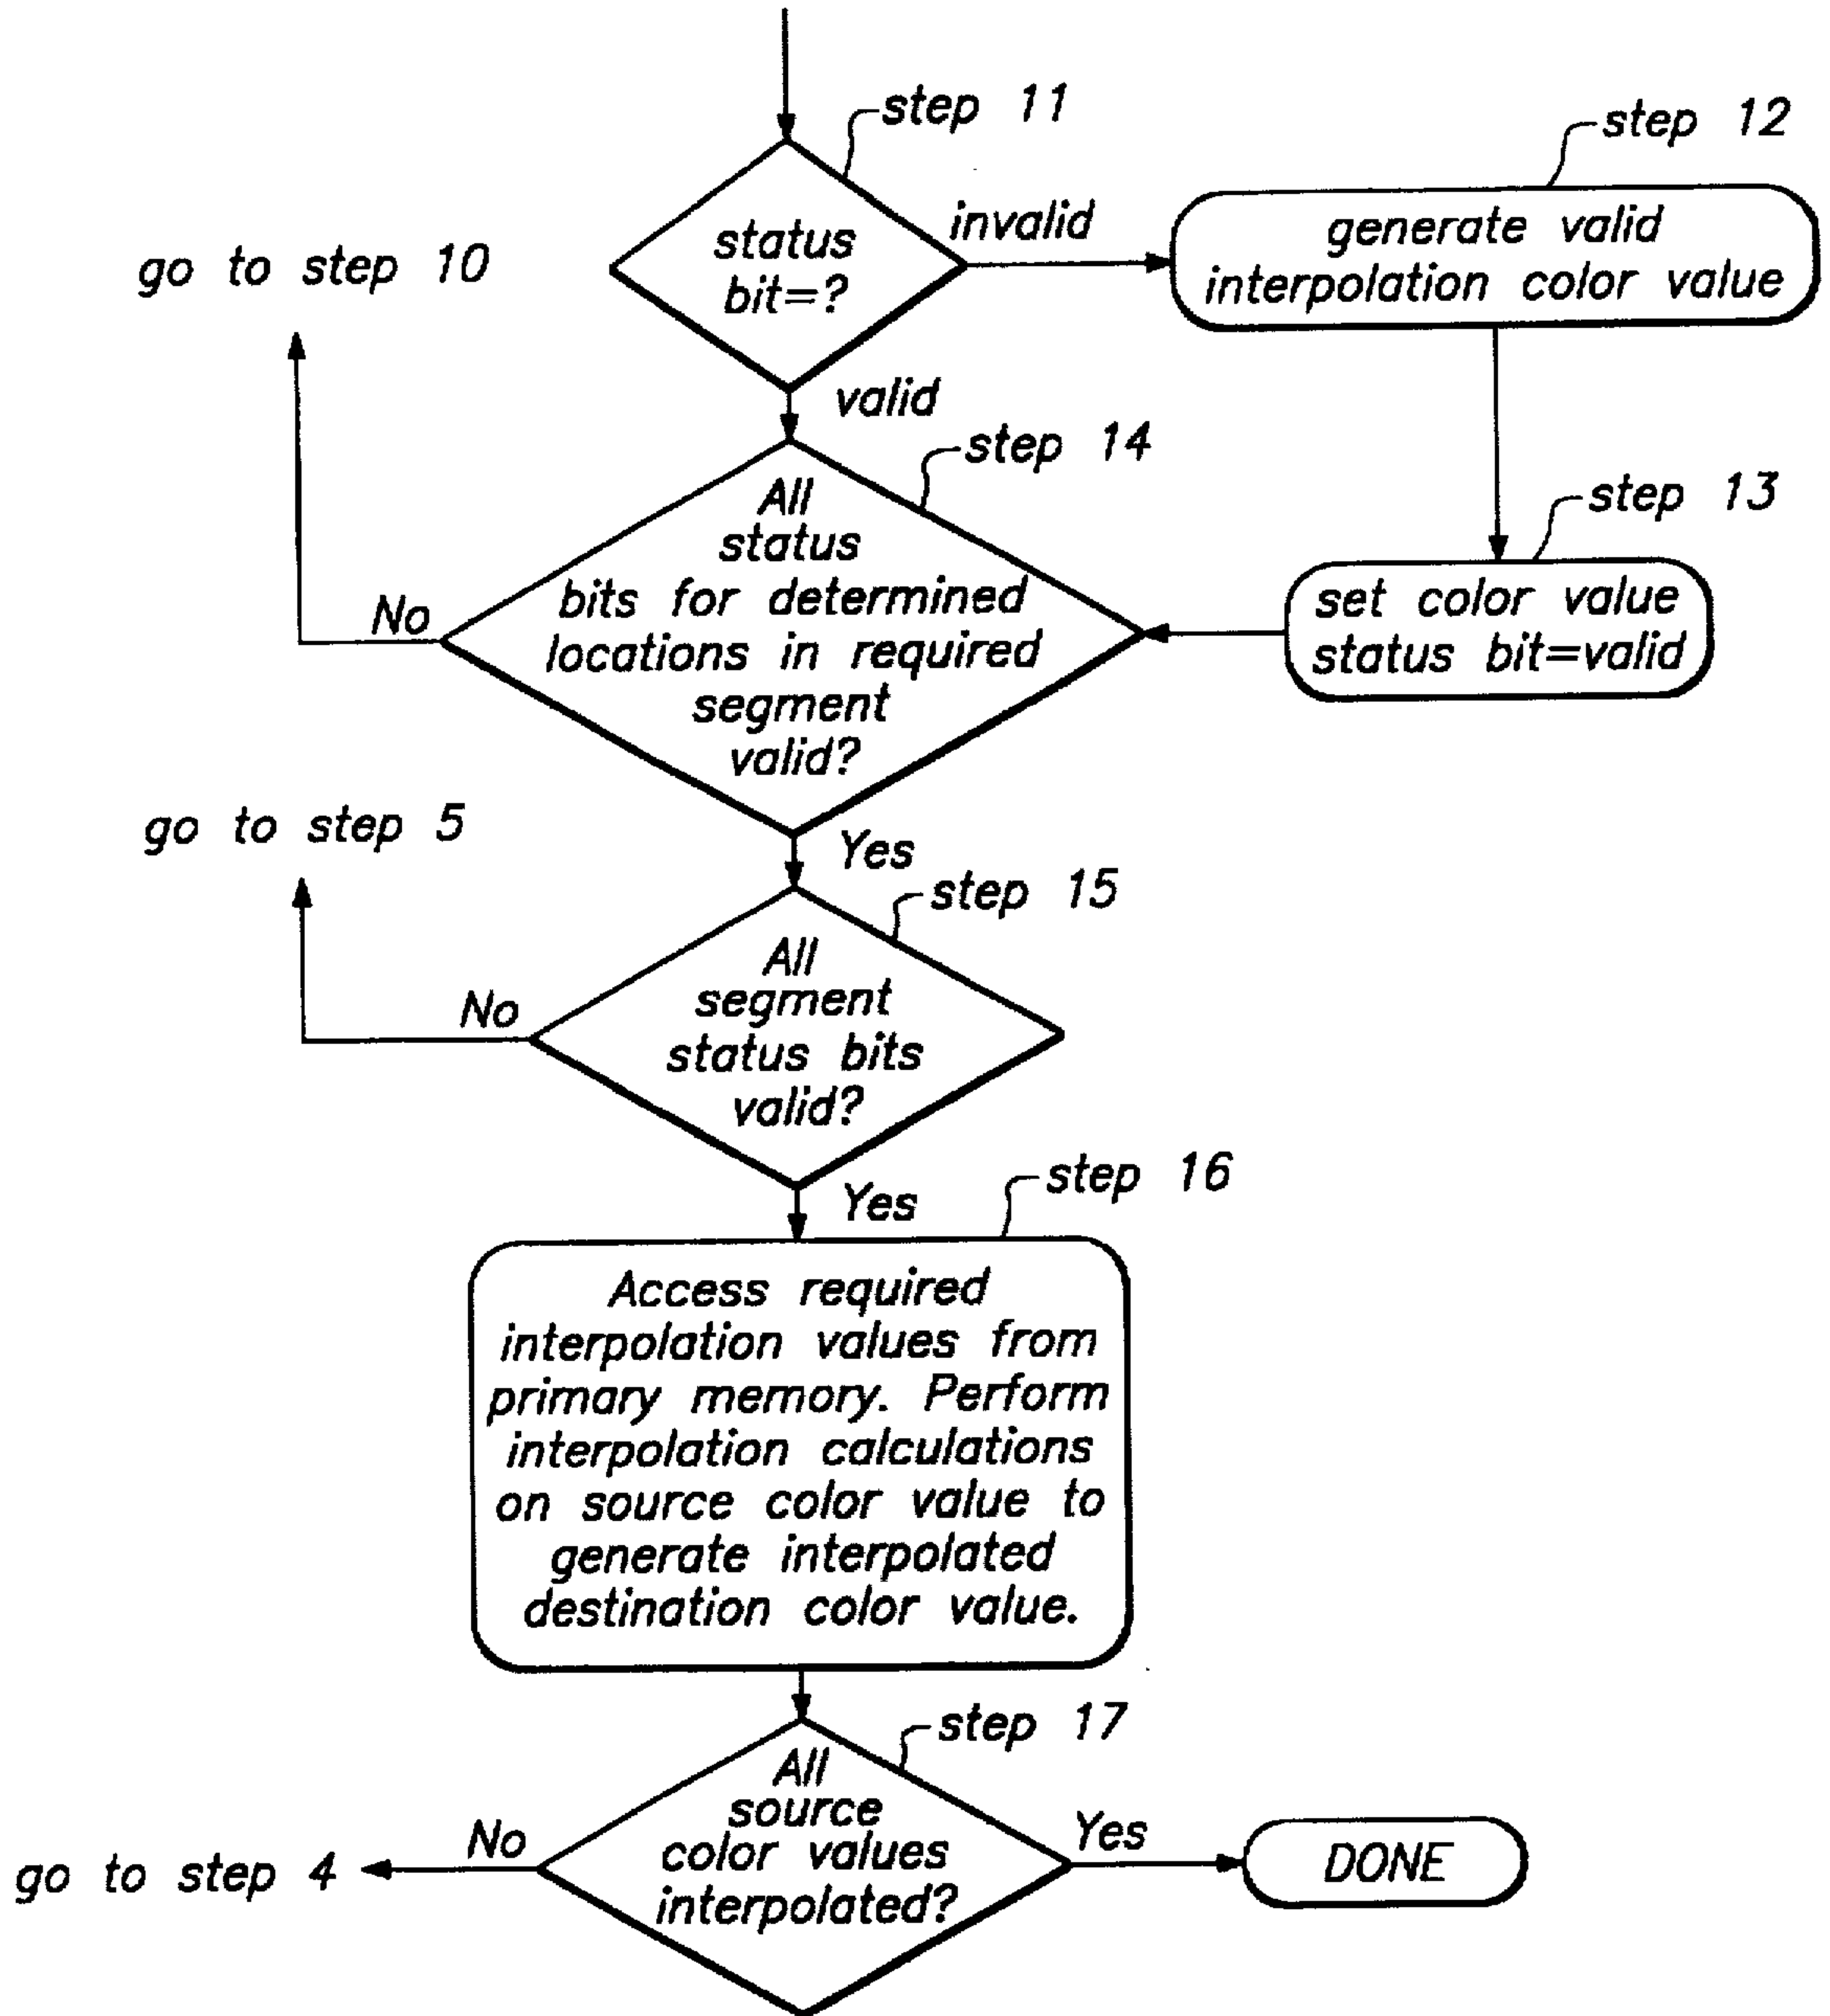 step 11
step 12
status
bit=?
invalid
generate valid
interpolation color value
go to step 10
valid
step 14
step 13
All
status
bits for determined
locations in required
segment
valid?
No
set color value
status bit=valid
go to step 5
Yes
step 15
All
segment
status bits
valid?
No
Yes
step 16
Access required
interpolation values from
primary memory. Perform
interpolation calculations
on source color value to
generate interpolated
destination color value.
step 17
All
source
color values
interpolated?
No
go to step 4
Yes
DONE